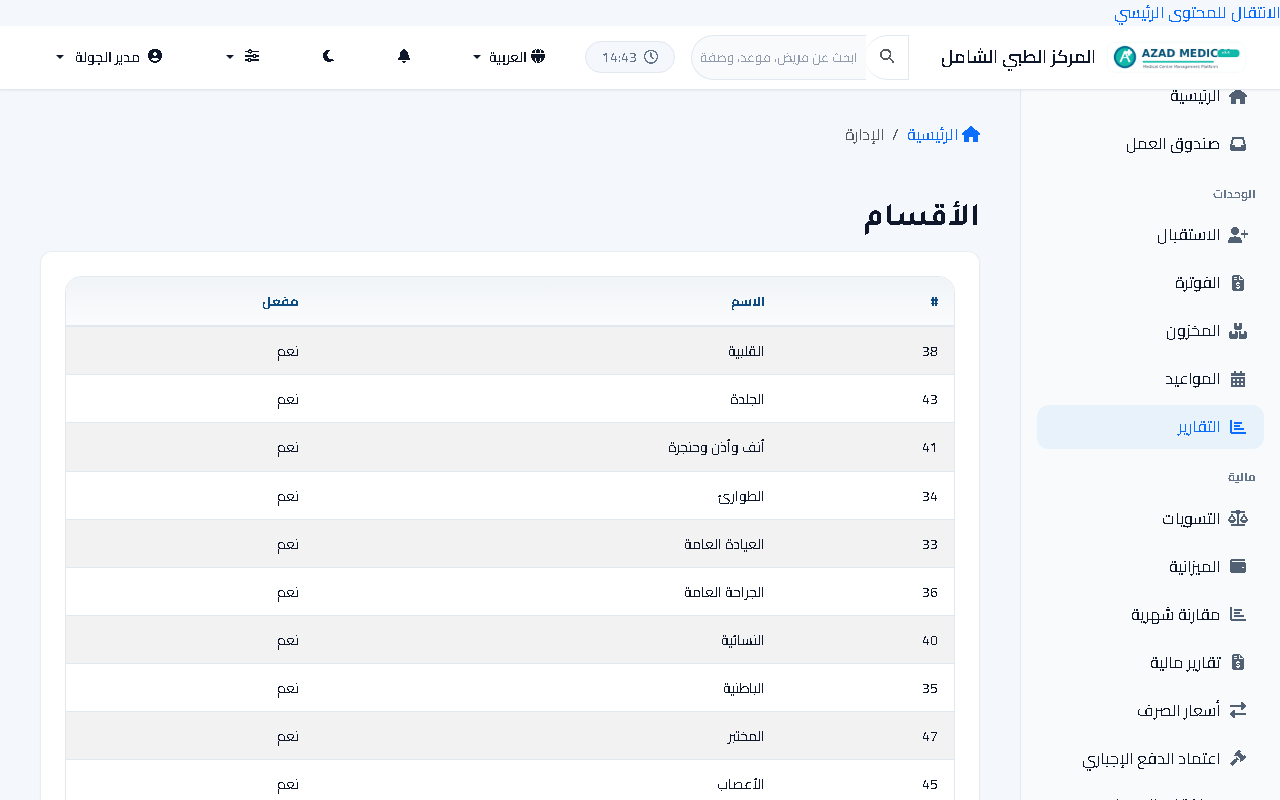 الانتقال للمحتوى الرئيسي
AZAD MEDIC
Medical Centre Management Platform
المركز الطبي الشامل
ابحث عن مريض، موعد، وصفة
14:43
العربية
مدير الجولة
الرئيسية
صندوق العمل
الوحدات
الاستقبال
الفوترة
المخزون
المواعيد
التقارير
مالية
التسويات
الميزانية
مقارنة شهرية
تقارير مالية
أسعار الصرف
اعتماد الدفع الإجباري
الرئيسية / الإدارة
الأقسام
# الاسم مفعل
38 القلبية نعم
43 الجلدة نعم
41 أنف وأذن وحنجرة نعم
34 الطوارئ نعم
33 العيادة العامة نعم
36 الجراحة العامة نعم
40 النسائية نعم
35 الباطنية نعم
47 المختبر نعم
45 الأعصاب نعم